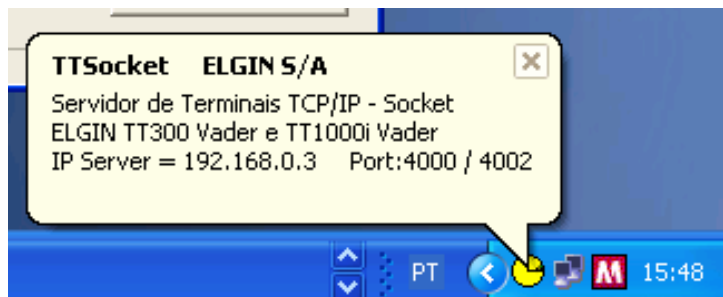 TTSocket ELGIN S/A
Servidor de Terminais TCP/IP - Socket
ELGIN TT300 Vader e TT1000i Vader
IP Server = 192.168.0.3 Port:4000 / 4002
PT M 15:48